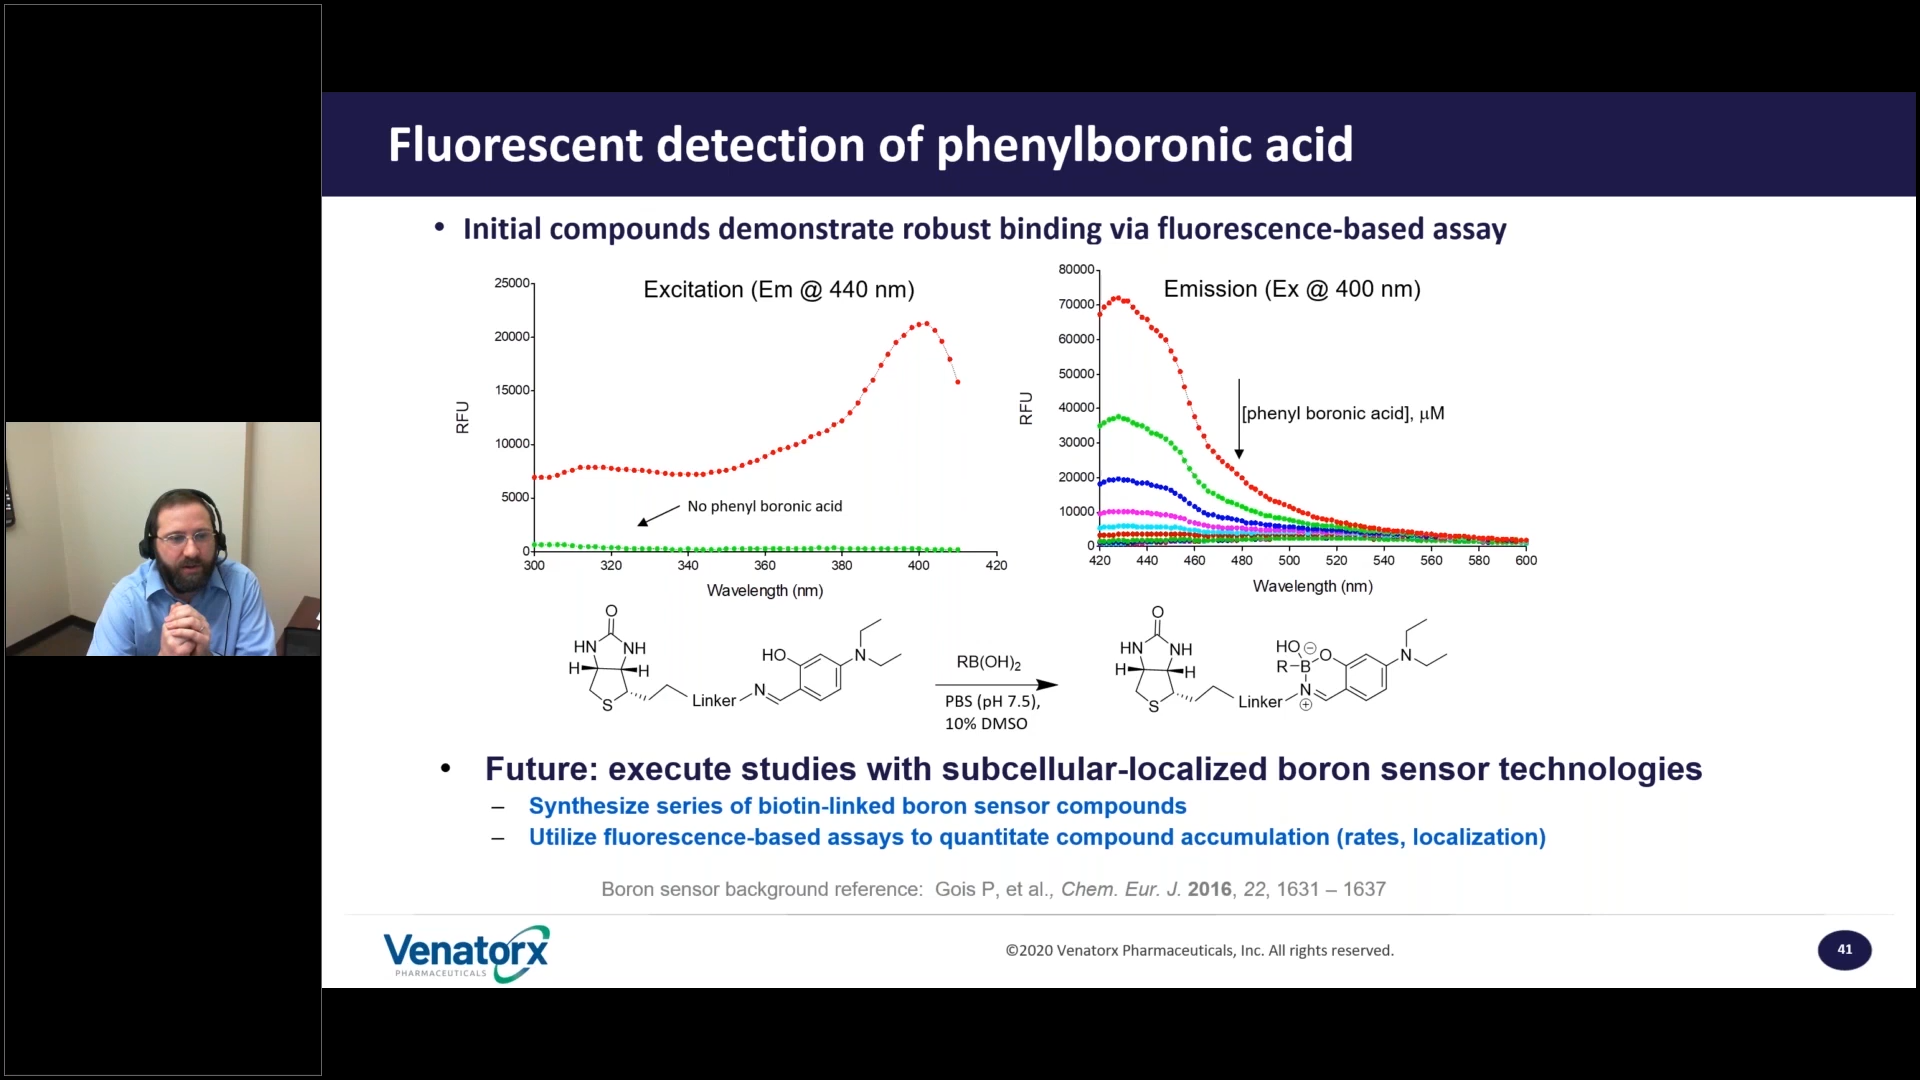 Fluorescent detection of phenylboronic acid
• Initial compounds demonstrate robust binding via fluorescence-based assay
Excitation (Em @ 440 nm)
25000
20000
15000
10000
5000
0
RFU
No phenyl boronic acid
300 320 340 360 380 400 420
Wavelength (nm)
Emission (Ex @ 400 nm)
80000
70000
60000
50000
40000
30000
20000
10000
0
RFU
[phenyl boronic acid], μM
420 440 460 480 500 520 540 560 580 600
Wavelength (nm)
O
HN NH
H H
S
Linker
N
HO
N
RB(OH)₂
PBS (pH 7.5),
10% DMSO
O
HN NH
H H
S
Linker
HO ⊖
R B O
N
⊕
N
• Future: execute studies with subcellular-localized boron sensor technologies
– Synthesize series of biotin-linked boron sensor compounds
– Utilize fluorescence-based assays to quantitate compound accumulation (rates, localization)
Boron sensor background reference: Gois P, et al., Chem. Eur. J. 2016, 22, 1631 – 1637
Venatorx
PHARMACEUTICALS
©2020 Venatorx Pharmaceuticals, Inc. All rights reserved.
41